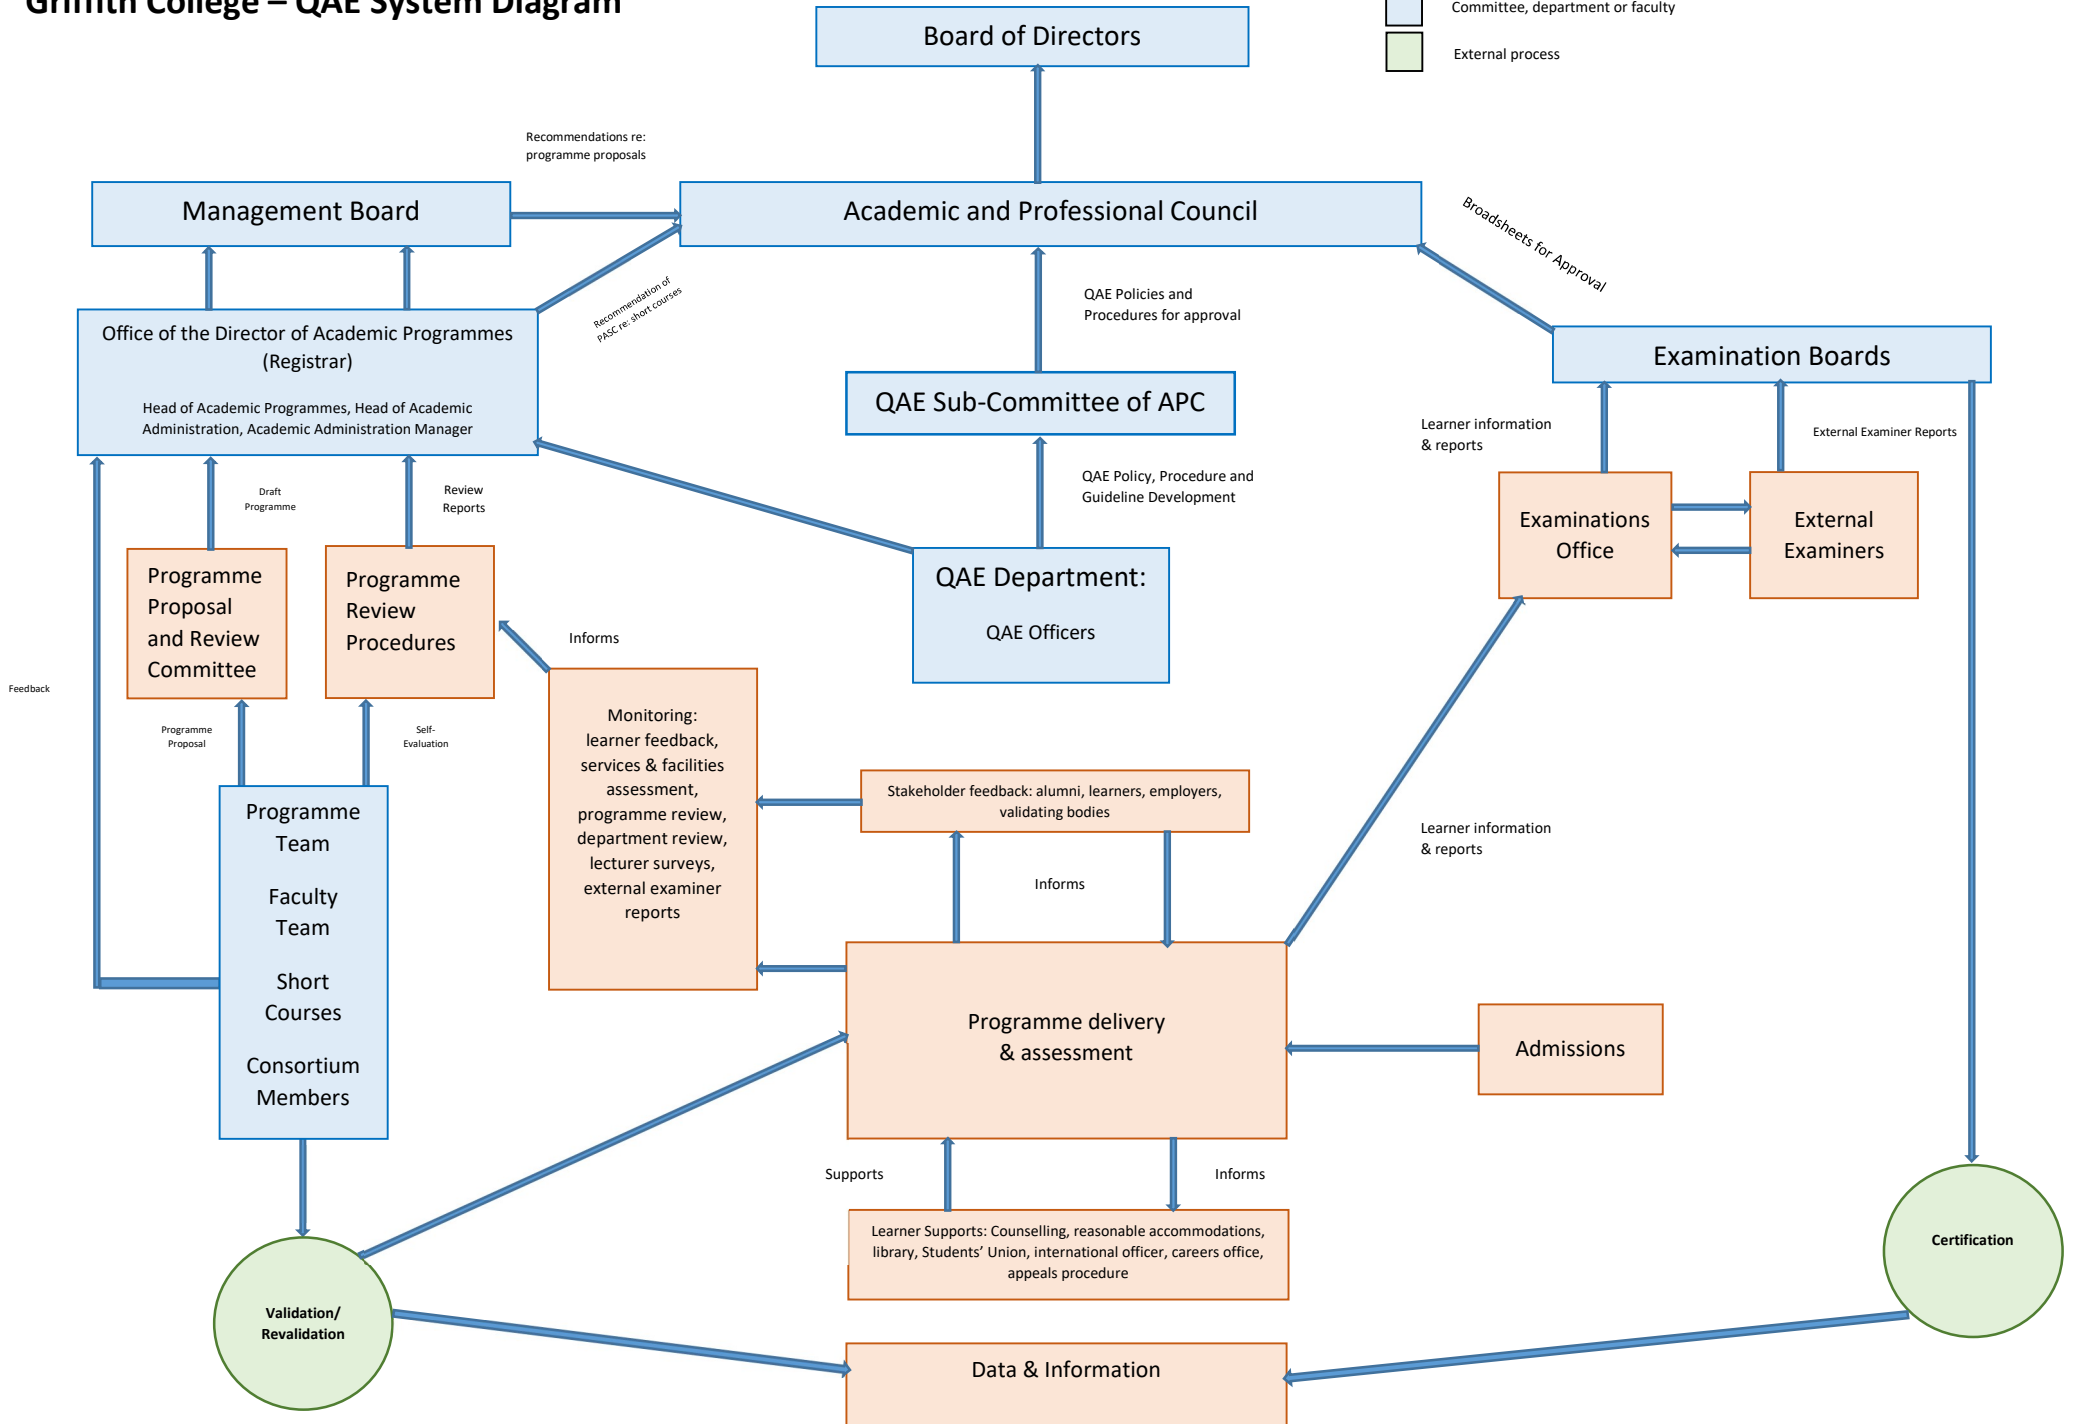 Griffith College – QAE System Diagram
Committee, department or faculty
External process
Board of Directors
Recommendations re:
programme proposals
Management Board
Academic and Professional Council
Broadsheets for Approval
Recommendation of
PASC re: short courses
QAE Policies and
Procedures for approval
Office of the Director of Academic Programmes
(Registrar)
Head of Academic Programmes, Head of Academic
Administration, Academic Administration Manager
Examination Boards
QAE Sub-Committee of APC
Learner information
& reports
External Examiner Reports
Draft
Programme
Review
Reports
QAE Policy, Procedure and
Guideline Development
Examinations
Office
External
Examiners
Programme
Proposal
and Review
Committee
Programme
Review
Procedures
QAE Department:
QAE Officers
Informs
Feedback
Programme
Proposal
Self-
Evaluation
Monitoring:
learner feedback,
services & facilities
assessment,
programme review,
department review,
lecturer surveys,
external examiner
reports
Stakeholder feedback: alumni, learners, employers,
validating bodies
Programme
Team
Faculty
Team
Short
Courses
Consortium
Members
Informs
Learner information
& reports
Programme delivery
& assessment
Admissions
Supports
Informs
Learner Supports: Counselling, reasonable accommodations,
library, Students’ Union, international officer, careers office,
appeals procedure
Certification
Validation/
Revalidation
Data & Information